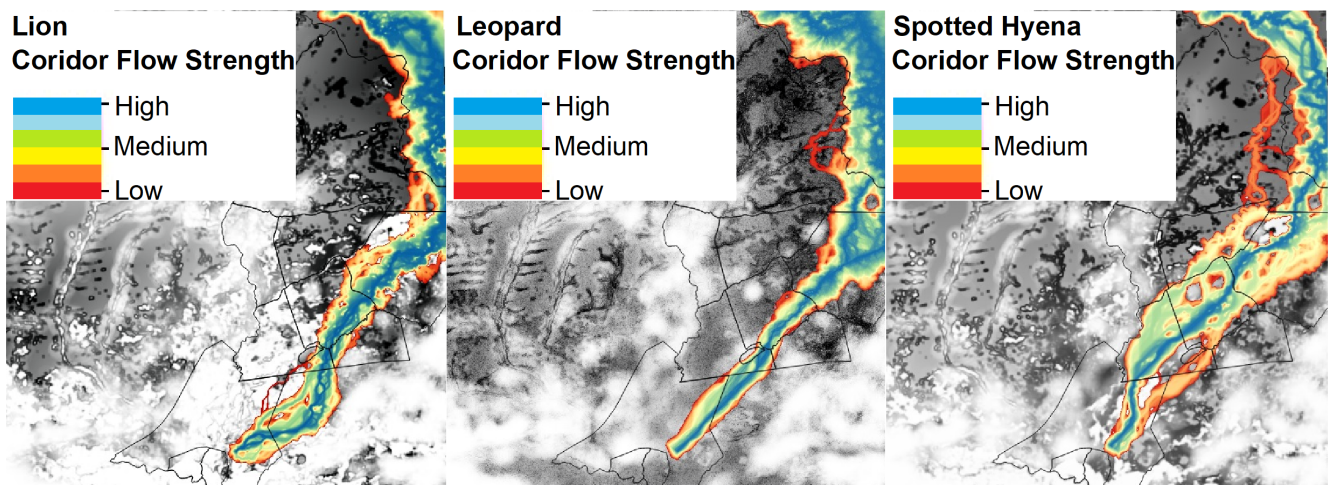 Lion
Coridor Flow Strength
High
Medium
Low
Leopard
Coridor Flow Strength
High
Medium
Low
Spotted Hyena
Coridor Flow Strength
High
Medium
Low